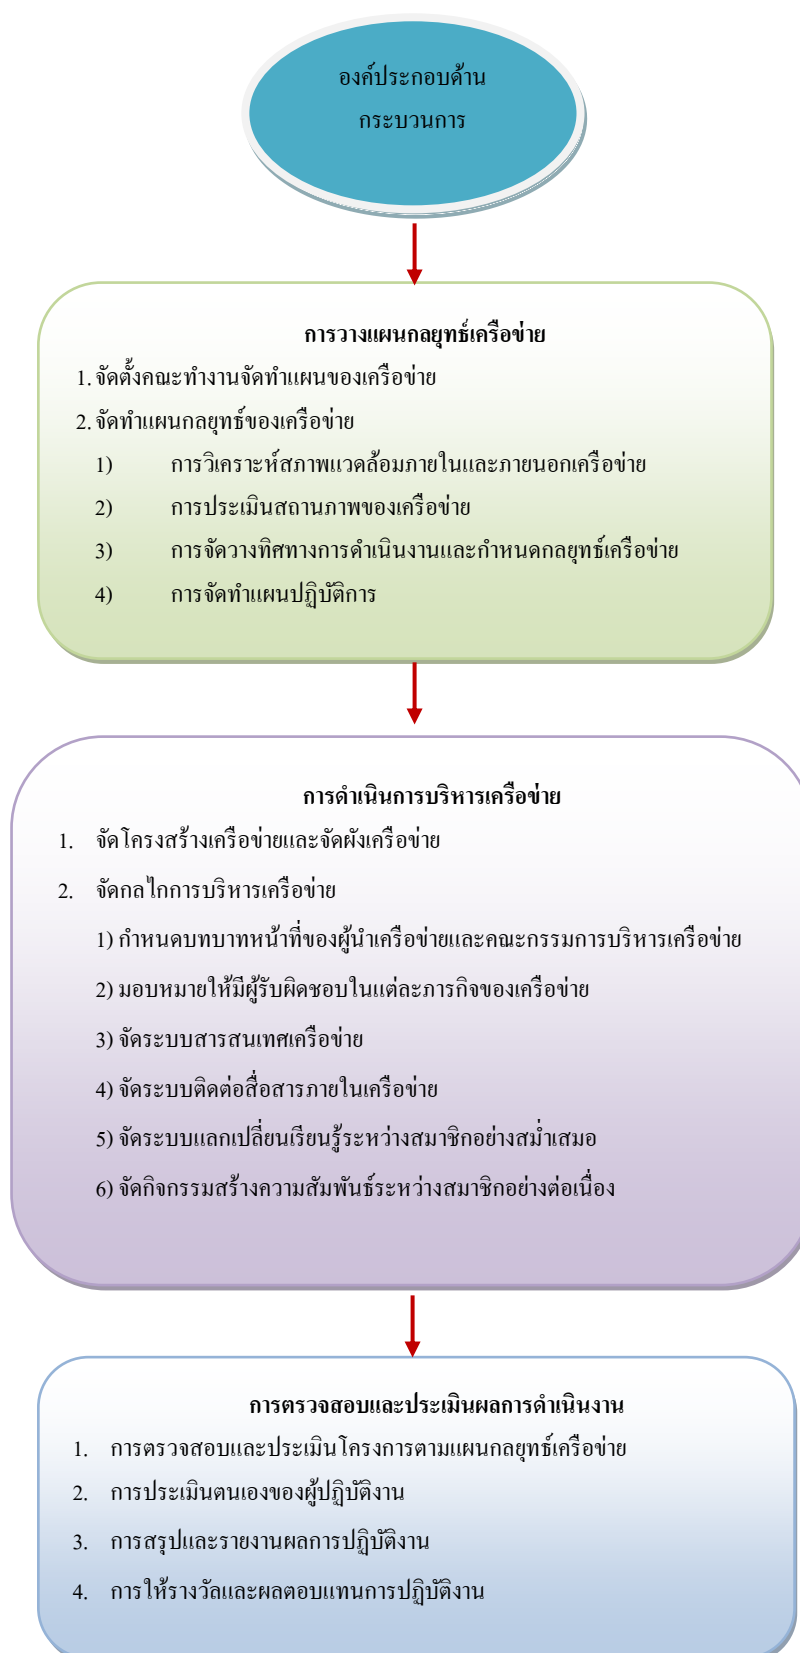 องค์ประกอบด้าน
กระบวนการ
การวางแผนกลยุทธ์เครือข่าย
1. จัดตั้งคณะทำงานจัดทำแผนของเครือข่าย
2. จัดทำแผนกลยุทธ์ของเครือข่าย
1) การวิเคราะห์สภาพแวดล้อมภายในและภายนอกเครือข่าย
2) การประเมินสถานภาพของเครือข่าย
3) การจัดวางทิศทางการดำเนินงานและกำหนดกลยุทธ์เครือข่าย
4) การจัดทำแผนปฏิบัติการ
การดำเนินการบริหารเครือข่าย
1. จัดโครงสร้างเครือข่ายและจัดผังเครือข่าย
2. จัดกลไกการบริหารเครือข่าย
1) กำหนดบทบาทหน้าที่ของผู้นำเครือข่ายและคณะกรรมการบริหารเครือข่าย
2) มอบหมายให้มีผู้รับผิดชอบในแต่ละภารกิจของเครือข่าย
3) จัดระบบสารสนเทศเครือข่าย
4) จัดระบบติดต่อสื่อสารภายในเครือข่าย
5) จัดระบบแลกเปลี่ยนเรียนรู้ระหว่างสมาชิกอย่างสม่ำเสมอ
6) จัดกิจกรรมสร้างความสัมพันธ์ระหว่างสมาชิกอย่างต่อเนื่อง
การตรวจสอบและประเมินผลการดำเนินงาน
1. การตรวจสอบและประเมินโครงการตามแผนกลยุทธ์เครือข่าย
2. การประเมินตนเองของผู้ปฏิบัติงาน
3. การสรุปและรายงานผลการปฏิบัติงาน
4. การให้รางวัลและผลตอบแทนการปฏิบัติงาน